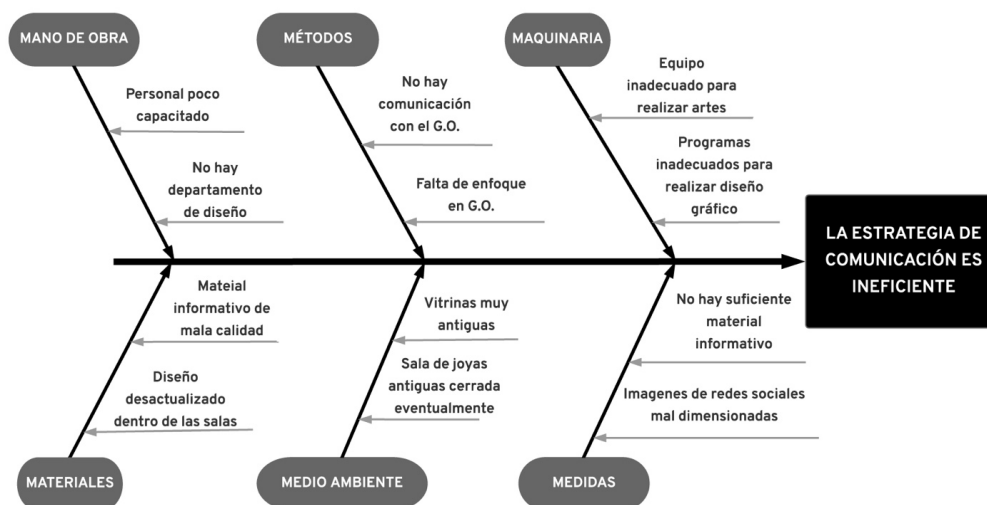 MANO DE OBRA
MÉTODOS
MAQUINARIA
Personal poco
capacitado
No hay
departamento
de diseño
No hay
comunicación
con el G.O.
Falta de enfoque
en G.O.
Equipo
inadecuado para
realizar artes
Programas
inadecuados para
realizar diseño
gráfico
LA ESTRATEGIA DE
COMUNICACIÓN ES
INEFICIENTE
Mateial
informativo de
mala calidad
Diseño
desactualizado
dentro de las salas
Vitrinas muy
antiguas
Sala de joyas
antiguas cerrada
eventualmente
No hay suficiente
material
informativo
Imagenes de redes sociales
mal dimensionadas
MATERIALES
MEDIO AMBIENTE
MEDIDAS